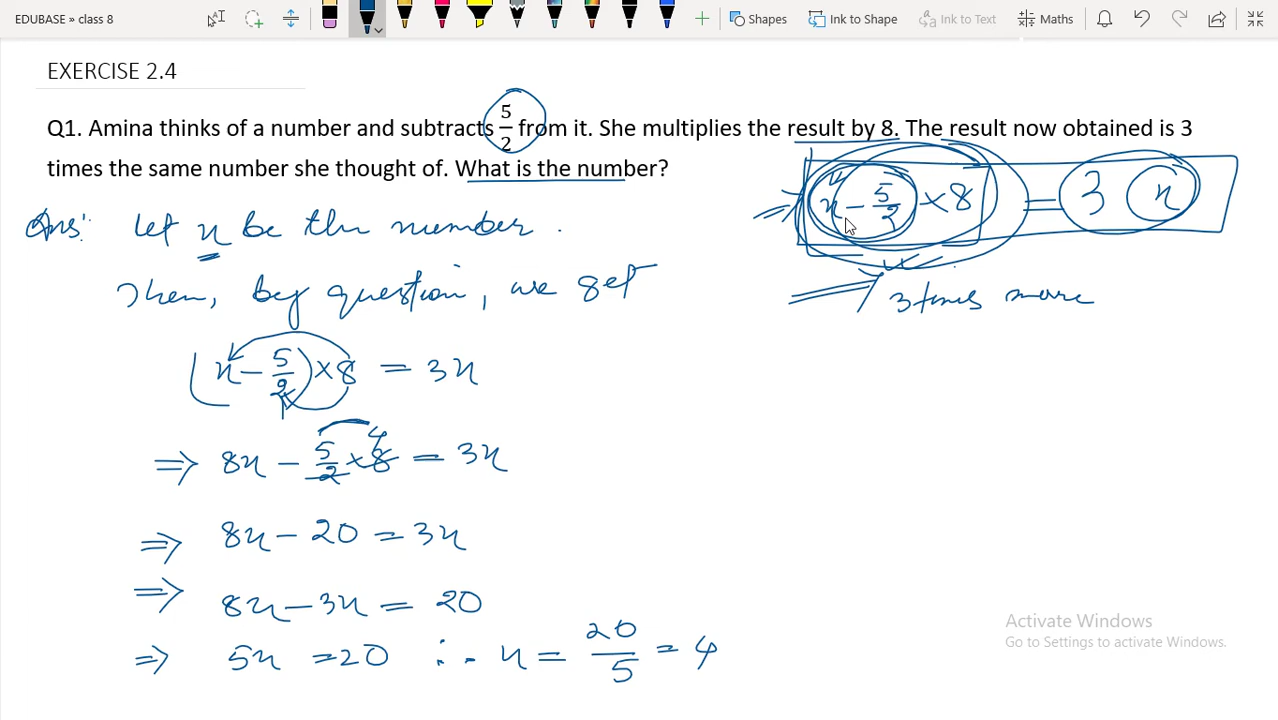 EDUBASE » class 8
Shapes Ink to Shape Ink to Text Maths
EXERCISE 2.4
Q1. Amina thinks of a number and subtracts 5/2 from it. She multiplies the result by 8. The result now obtained is 3
times the same number she thought of. What is the number?
(x - 5/2) × 8 = 3 x
Ans: let x be the number.
Then, by question, we get
3 times more
(x - 5/2) × 8 = 3x
⇒ 8x - 5/2 × 8 = 3x
4
⇒ 8x - 20 = 3x
⇒ 8x - 3x = 20
⇒ 5x = 20 ∴ x = 20/5 = 4
Activate Windows
Go to Settings to activate Windows.